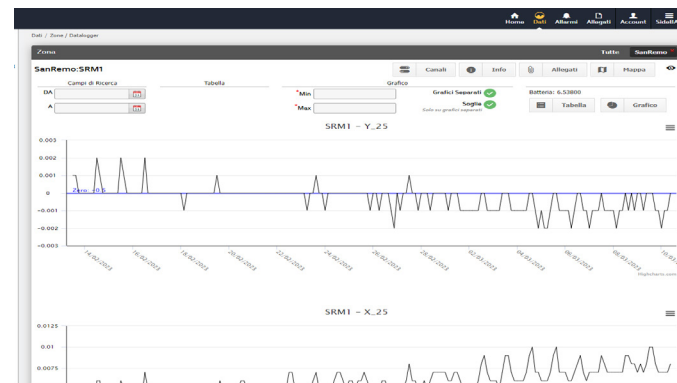 Home Dati Allarmi Allegati Account SideBA
Dati / Zone / Datalogger
Zona Tutte SanRemo
SanRemo:SRM1 Canali Info Allegati Mappa
Campi di Ricerca Tabella Grafico
DA *Min Grafici Separati Batteria: 6.53800
A *Max Soglia Tabella Grafico
Solo su grafici separati
SRM1 - Y_25
0.003
0.002
0.001
0
-0.001
-0.002
-0.003
14/02/2021 16/02/2021 18/02/2021 20/02/2021 22/02/2021 24/02/2021 26/02/2021 28/02/2021 02/03/2021 04/03/2021 06/03/2021 08/03/2021
Highcharts.com
SRM1 - X_25
0.0125
0.01
0.0075